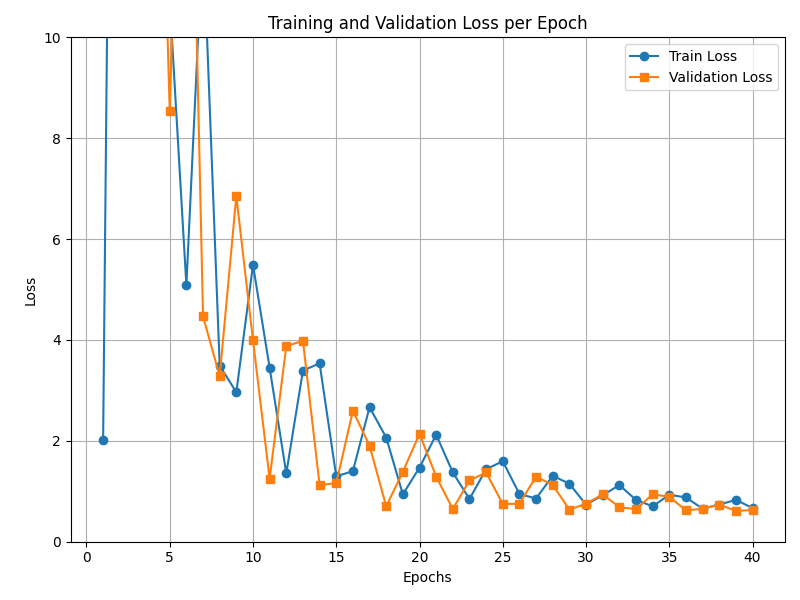 Training and Validation Loss per Epoch
Train Loss
Validation Loss
Loss
10
8
6
4
2
0
0 5 10 15 20 25 30 35 40
Epochs